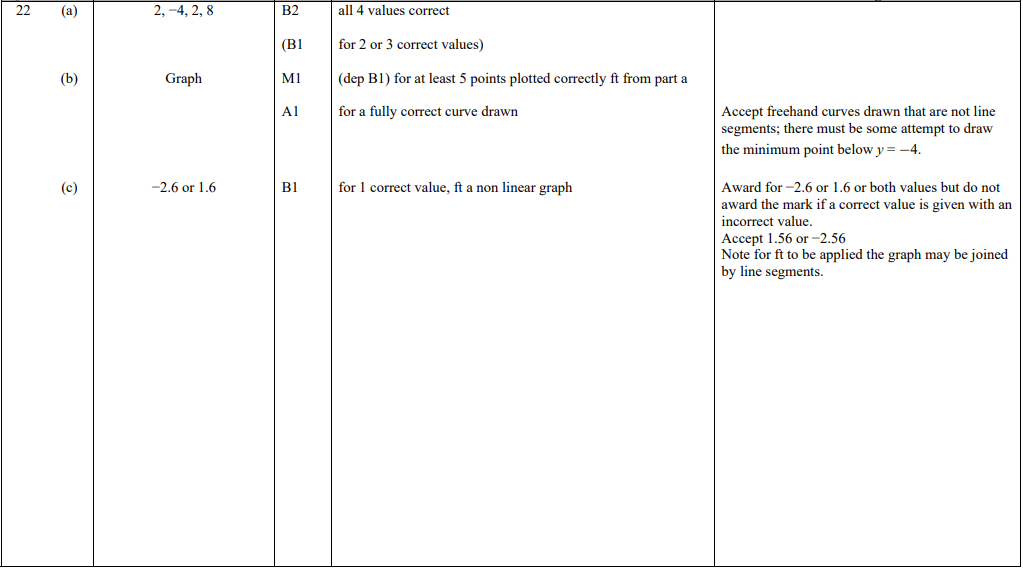 22 (a) 2, −4, 2, 8 B2 all 4 values correct
(B1 for 2 or 3 correct values)
(b) Graph M1 (dep B1) for at least 5 points plotted correctly ft from part a
A1 for a fully correct curve drawn Accept freehand curves drawn that are not line
segments; there must be some attempt to draw
the minimum point below y = −4.
(c) −2.6 or 1.6 B1 for 1 correct value, ft a non linear graph Award for −2.6 or 1.6 or both values but do not
award the mark if a correct value is given with an
incorrect value.
Accept 1.56 or −2.56
Note for ft to be applied the graph may be joined
by line segments.